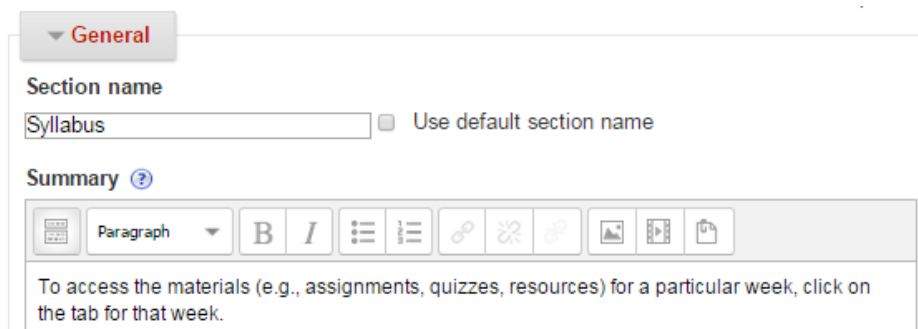 General
Section name
Syllabus Use default section name
Summary
Paragraph B I
To access the materials (e.g., assignments, quizzes, resources) for a particular week, click on
the tab for that week.